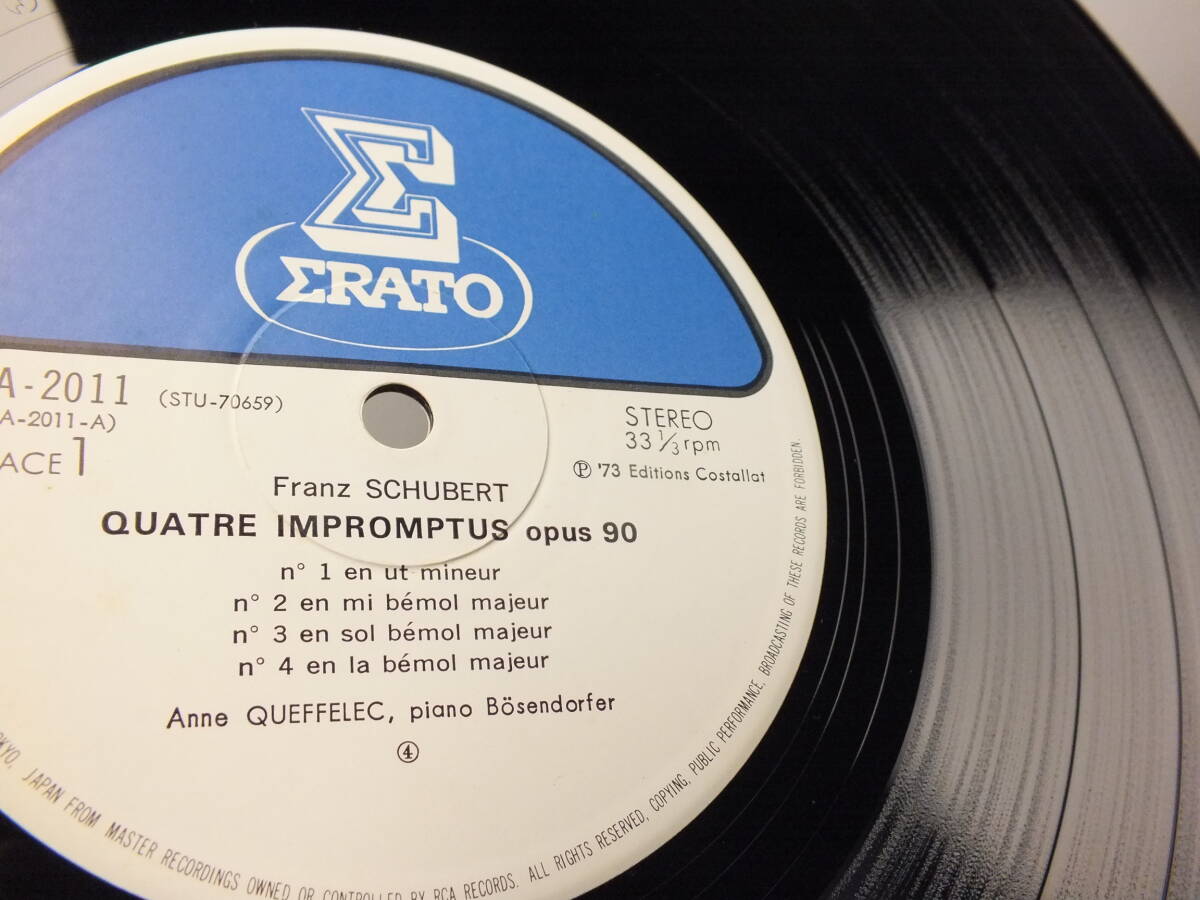 ΣRATO
A-2011 (STU-70659)
A-2011-A)
ACE 1
STEREO
33 1/3 rpm
Ⓟ '73 Editions Costallat
Franz SCHUBERT
QUATRE IMPROMPTUS opus 90
n° 1 en ut mineur
n° 2 en mi bémol majeur
n° 3 en sol bémol majeur
n° 4 en la bémol majeur
Anne QUEFFELEC, piano Bösendorfer
④
KYO, JAPAN FROM MASTER RECORDINGS OWNED OR CONTROLLED BY RCA RECORDS. ALL RIGHTS RESERVED, COPYING, PUBLIC PERFORMANCE, BROADCASTING OF THESE RECORDS ARE FORBIDDEN.